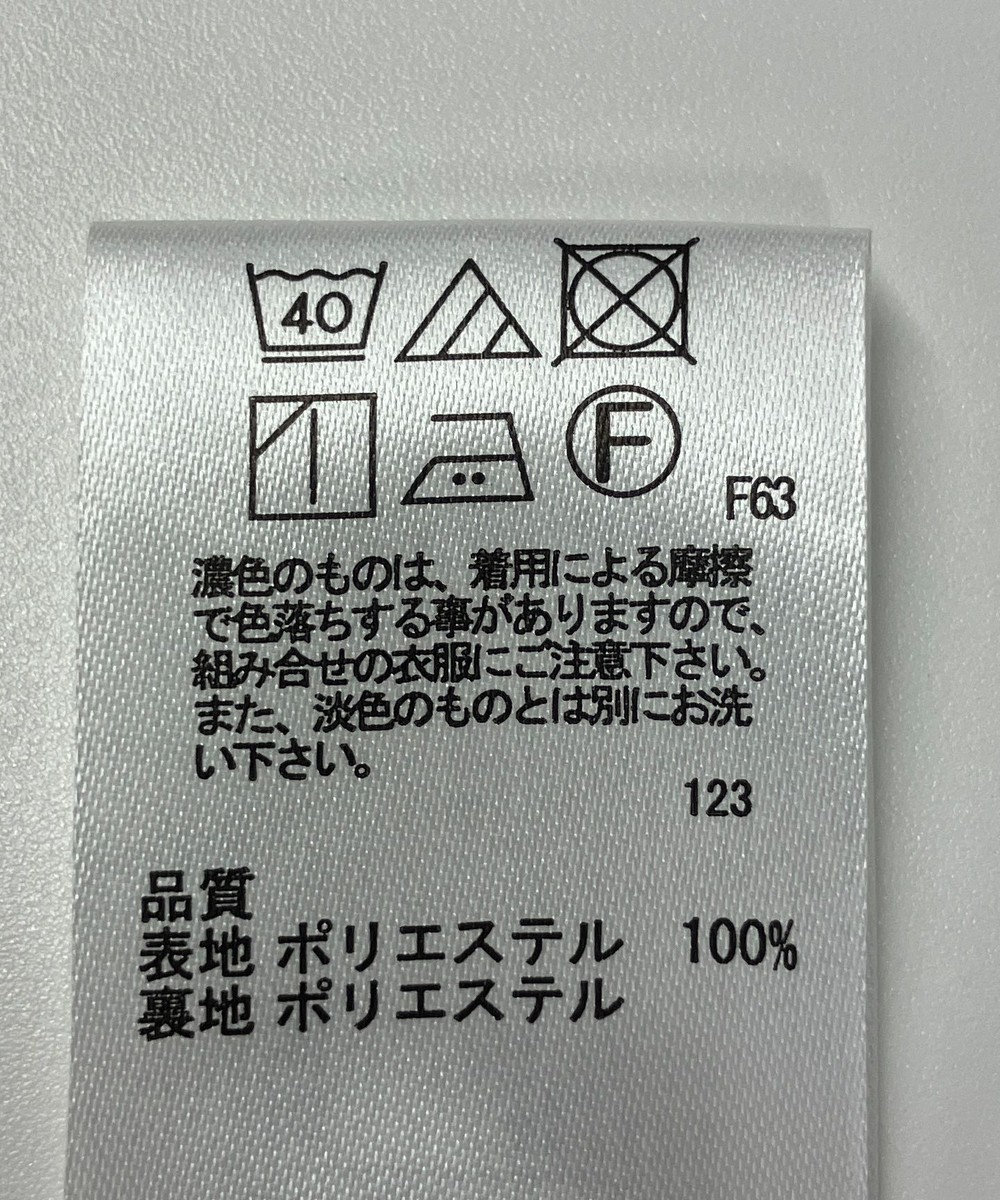 40
F
F63
濃色のものは、着用による摩擦
で色落ちする事がありますので、
組み合せの衣服にご注意下さい。
また、淡色のものとは別にお洗
い下さい。
123
品質
表地 ポリエステル 100%
裏地 ポリエステル